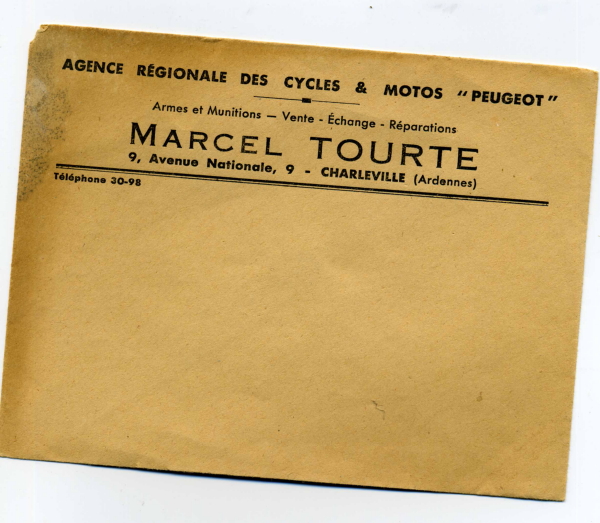 AGENCE RÉGIONALE DES CYCLES & MOTOS "PEUGEOT"
Armes et Munitions — Vente - Échange - Réparations
MARCEL TOURTE
9, Avenue Nationale, 9 - CHARLEVILLE (Ardennes)
Téléphone 30-98